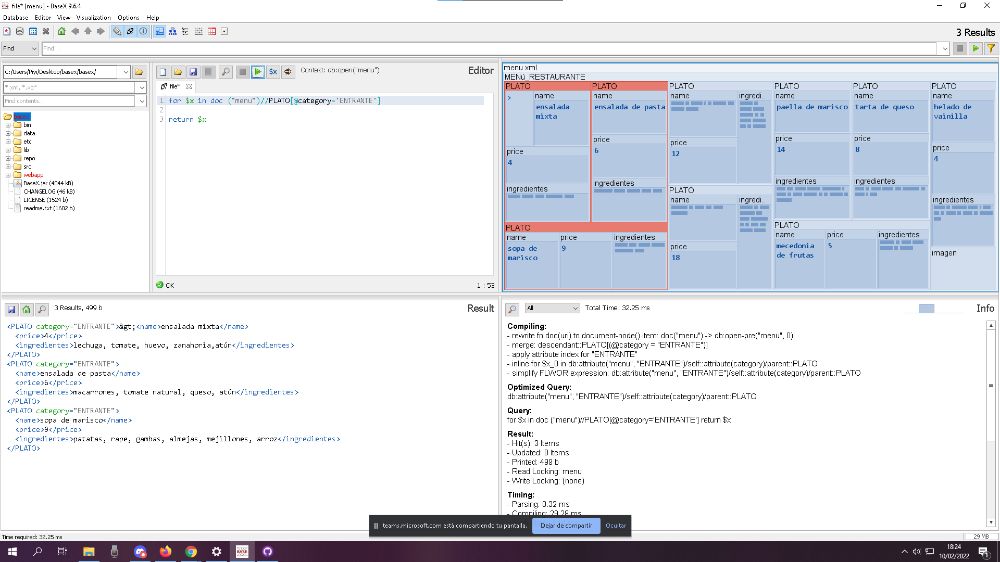 file* [menu] - BaseX 9.6.4
Database Editor View Visualization Options Help
3 Results
Find Find...
C:/Users/Piyi/Desktop/basex/basex/
*.xml, *.xq*
Find contents...
basex
bin
data
etc
lib
repo
src
webapp
BaseX.jar (4044 kB)
CHANGELOG (46 kB)
LICENSE (1524 b)
readme.txt (1602 b)
$x Context: db:open("menu") Editor
file*
1 for $x in doc ("menu")//PLATO[@category='ENTRANTE']
2
3 return $x
OK 1 : 53
menu.xml
MENú_RESTAURANTE
PLATO
>
name
ensalada
mixta
price
4
ingredientes
PLATO
name
ensalada de pasta
price
6
ingredientes
PLATO
name
sopa de
marisco
price
9
ingredientes
PLATO
name
price
12
ingredi..
PLATO
name
price
18
ingredi..
PLATO
name
paella de marisco
price
14
ingredientes
PLATO
name
tarta de queso
price
8
ingredientes
PLATO
name
mecedonia
de frutas
price
5
ingredientes
PLATO
name
helado de
vainilla
price
4
ingredientes
imagen
3 Results, 499 b Result
<PLATO category="ENTRANTE">&gt;<name>ensalada mixta</name>
<price>4</price>
<ingredientes>lechuga, tomate, huevo, zanahoria,atún</ingredientes>
</PLATO>
<PLATO category="ENTRANTE">
<name>ensalada de pasta</name>
<price>6</price>
<ingredientes>macarrones, tomate natural, queso, atún</ingredientes>
</PLATO>
<PLATO category="ENTRANTE">
<name>sopa de marisco</name>
<price>9</price>
<ingredientes>patatas, rape, gambas, almejas, mejillones, arroz</ingredientes>
</PLATO>
All Total Time: 32.25 ms Info
Compiling:
- rewrite fn:doc(uri) to document-node() item: doc("menu") -> db:open-pre("menu", 0)
- merge: descendant::PLATO[(@category = "ENTRANTE")]
- apply attribute index for "ENTRANTE"
- inline for $x_0 in db:attribute("menu", "ENTRANTE")/self::attribute(category)/parent::PLATO
- simplify FLWOR expression: db:attribute("menu", "ENTRANTE")/self::attribute(category)/parent::PLATO
Optimized Query:
db:attribute("menu", "ENTRANTE")/self::attribute(category)/parent::PLATO
Query:
for $x in doc ("menu")//PLATO[@category='ENTRANTE'] return $x
Result:
- Hit(s): 3 Items
- Updated: 0 Items
- Printed: 499 b
- Read Locking: menu
- Write Locking: (none)
Timing:
- Parsing: 0.32 ms
- Compiling: 29.28 ms
teams.microsoft.com está compartiendo tu pantalla. Dejar de compartir Ocultar
Time required: 32.25 ms 29 MB
BASE
18:24
10/02/2022
1